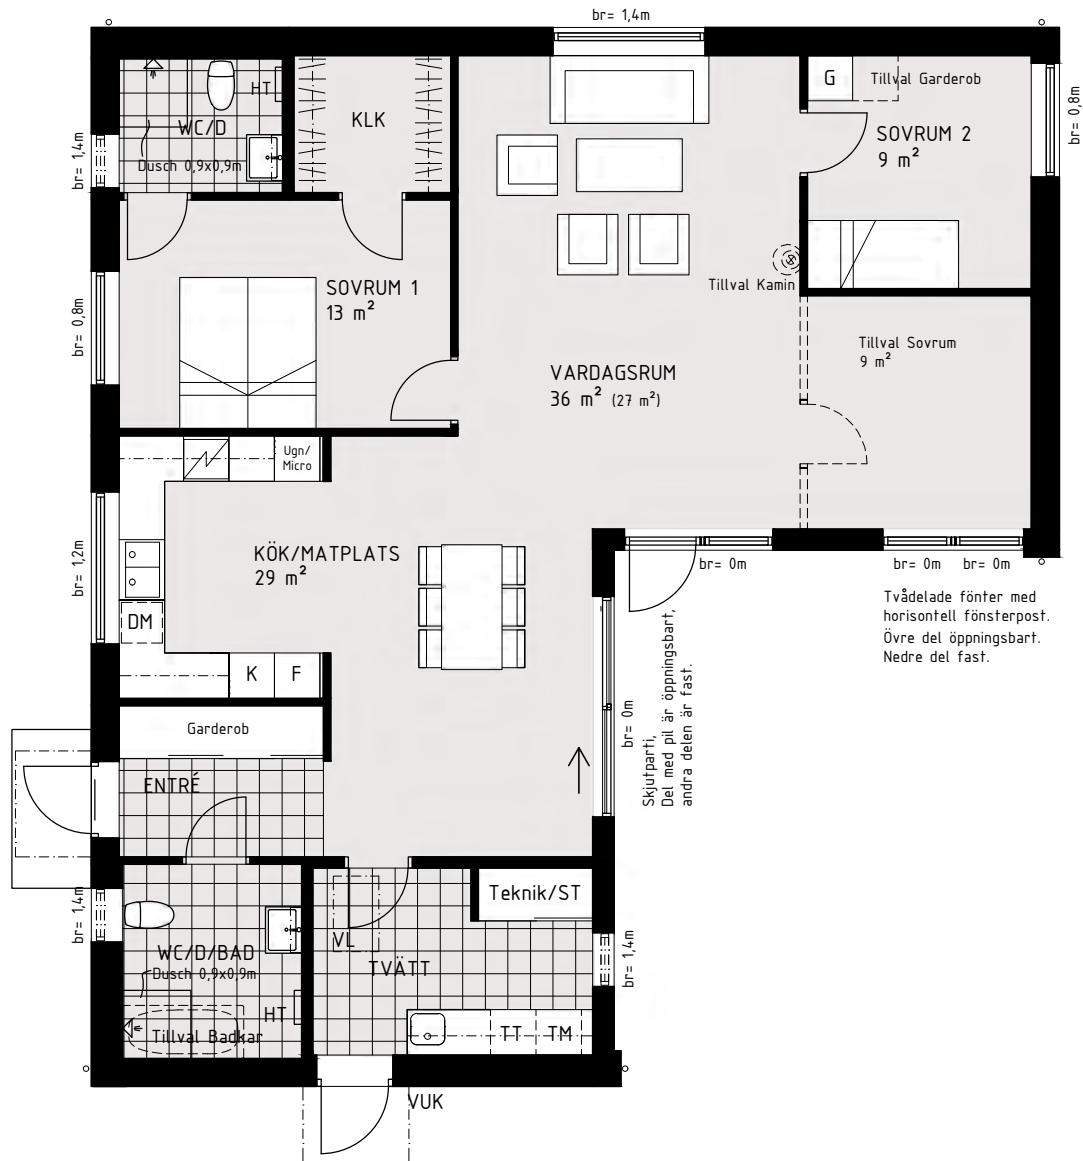 br= 1,4m
HT
WC/D
Dusch 0,9x0,9m
br= 1,4m
KLK
G
Tillval Garderob
SOVRUM 2
9 m²
br= 0,8m
SOVRUM 1
13 m²
br= 0,8m
Tillval Kamin
VARDAGSRUM
36 m² (27 m²)
Tillval Sovrum
9 m²
Ugn/
Micro
KÖK/MATPLATS
29 m²
br= 1,2m
DM
K
F
br= 0m
br= 0m
br= 0m
Tvådelade fönter med
horisontell fönsterpost.
Övre del öppningsbart.
Nedre del fast.
br= 0m
Skjutparti,
Del med pil är öppningsbart,
andra delen är fast.
Garderob
ENTRÉ
br= 1,4m
WC/D/BAD
Dusch 0,9x0,9m
HT
Tillval Badkar
VL
TVÄTT
Teknik/ST
br= 1,4m
TT
TM
VUK